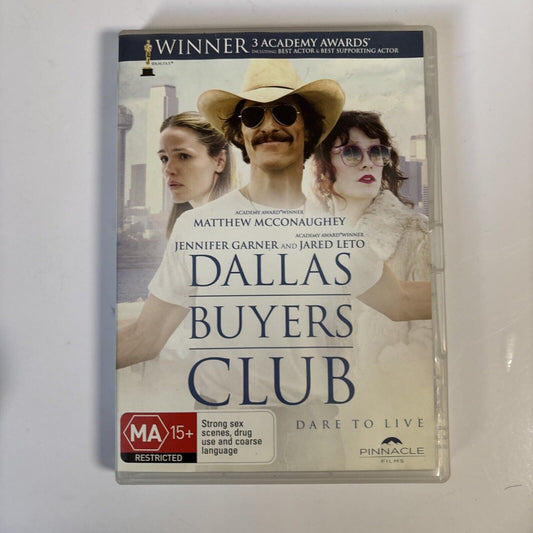 WINNER 3 ACADEMY AWARDS®
INCLUDING BEST ACTOR & BEST SUPPORTING ACTOR
ACADEMY AWARD® WINNER
MATTHEW MCCONAUGHEY
ACADEMY AWARD® WINNER
JENNIFER GARNER AND JARED LETO
DALLAS
BUYERS
CLUB
DARE TO LIVE
MA 15+
RESTRICTED
Strong sex
scenes, drug
use and coarse
language
PINNACLE
FILMS